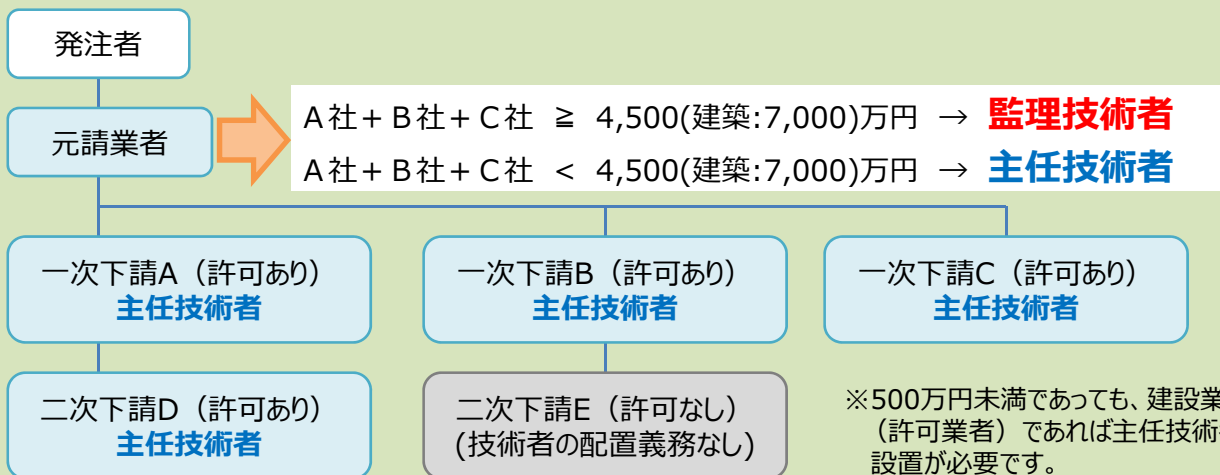 発注者
元請業者
A社+B社+C社 ≧ 4,500(建築:7,000)万円 → 監理技術者
A社+B社+C社 < 4,500(建築:7,000)万円 → 主任技術者
一次下請A(許可あり)
主任技術者
一次下請B(許可あり)
主任技術者
一次下請C(許可あり)
主任技術者
二次下請D(許可あり)
主任技術者
二次下請E(許可なし)
(技術者の配置義務なし)
※500万円未満であっても、建設業
(許可業者)であれば主任技術
設置が必要です。